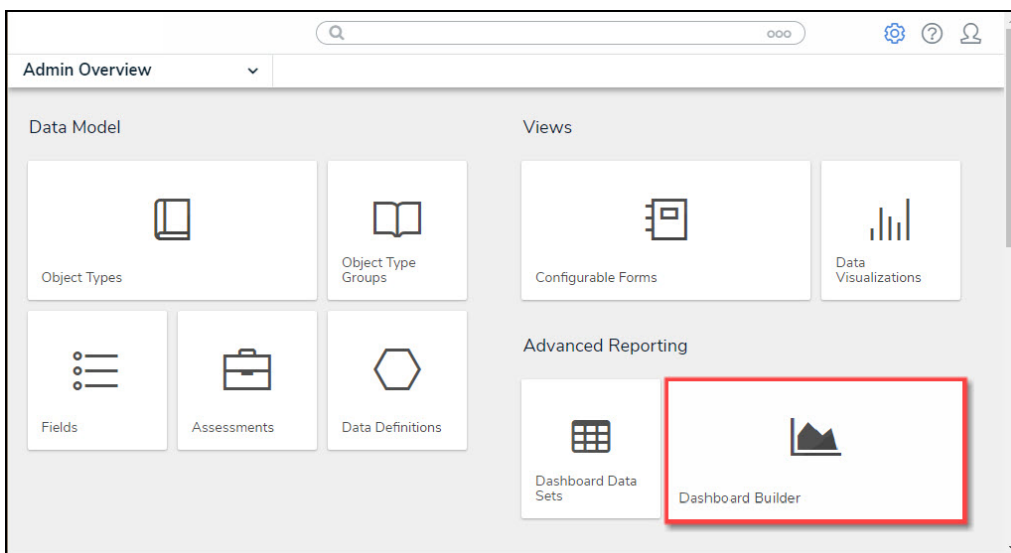 Admin Overview
Data Model
Views
Object Types
Object Type
Groups
Configurable Forms
Data
Visualizations
Fields
Assessments
Data Definitions
Advanced Reporting
Dashboard Data
Sets
Dashboard Builder